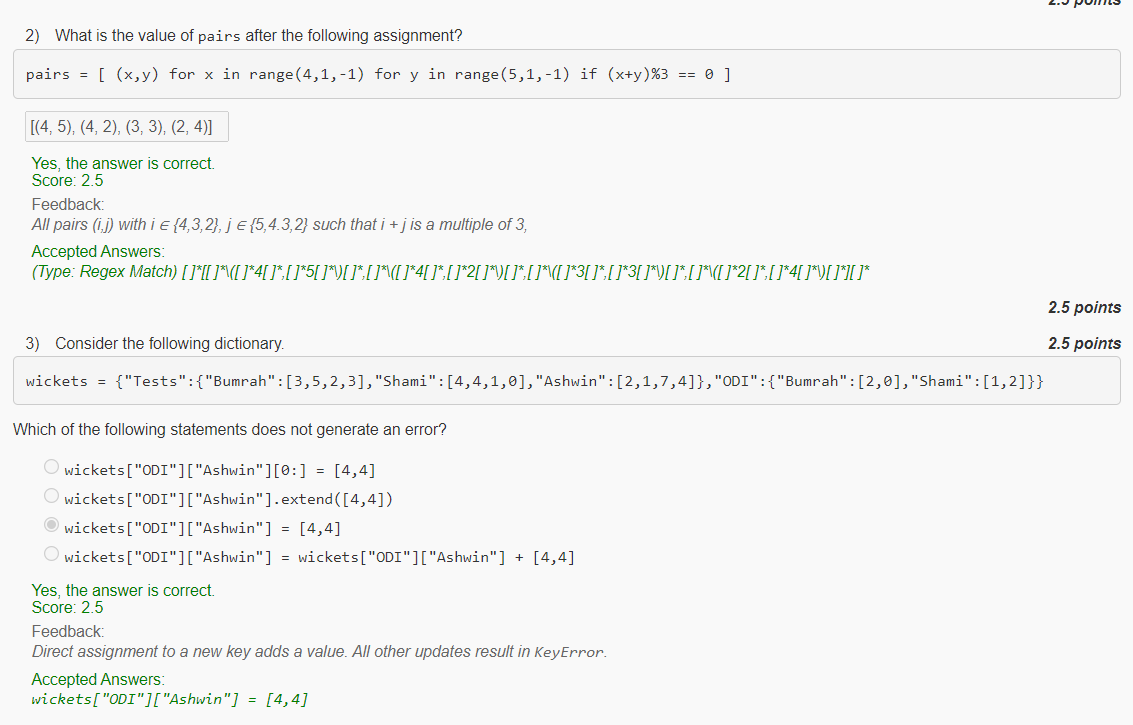 2.5 points
2) What is the value of pairs after the following assignment?
pairs = [ (x,y) for x in range(4,1,-1) for y in range(5,1,-1) if (x+y)%3 == 0 ]
[(4, 5), (4, 2), (3, 3), (2, 4)]
Yes, the answer is correct.
Score: 2.5
Feedback:
All pairs (i,j) with i ∈ {4,3,2}, j ∈ {5,4.3,2} such that i + j is a multiple of 3,
Accepted Answers:
(Type: Regex Match) [ ]*[[ ]*\([ ]*4[ ]*,[ ]*5[ ]*\)[ ]*,[ ]*\([ ]*4[ ]*,[ ]*2[ ]*\)[ ]*,[ ]*\([ ]*3[ ]*,[ ]*3[ ]*\)[ ]*,[ ]*\([ ]*2[ ]*,[ ]*4[ ]*\)[ ]*][ ]*
2.5 points
3) Consider the following dictionary. 2.5 points
wickets = {"Tests":{"Bumrah":[3,5,2,3],"Shami":[4,4,1,0],"Ashwin":[2,1,7,4]},"ODI":{"Bumrah":[2,0],"Shami":[1,2]}}
Which of the following statements does not generate an error?
wickets["ODI"]["Ashwin"][0:] = [4,4]
wickets["ODI"]["Ashwin"].extend([4,4])
wickets["ODI"]["Ashwin"] = [4,4]
wickets["ODI"]["Ashwin"] = wickets["ODI"]["Ashwin"] + [4,4]
Yes, the answer is correct.
Score: 2.5
Feedback:
Direct assignment to a new key adds a value. All other updates result in KeyError.
Accepted Answers:
wickets["ODI"]["Ashwin"] = [4,4]